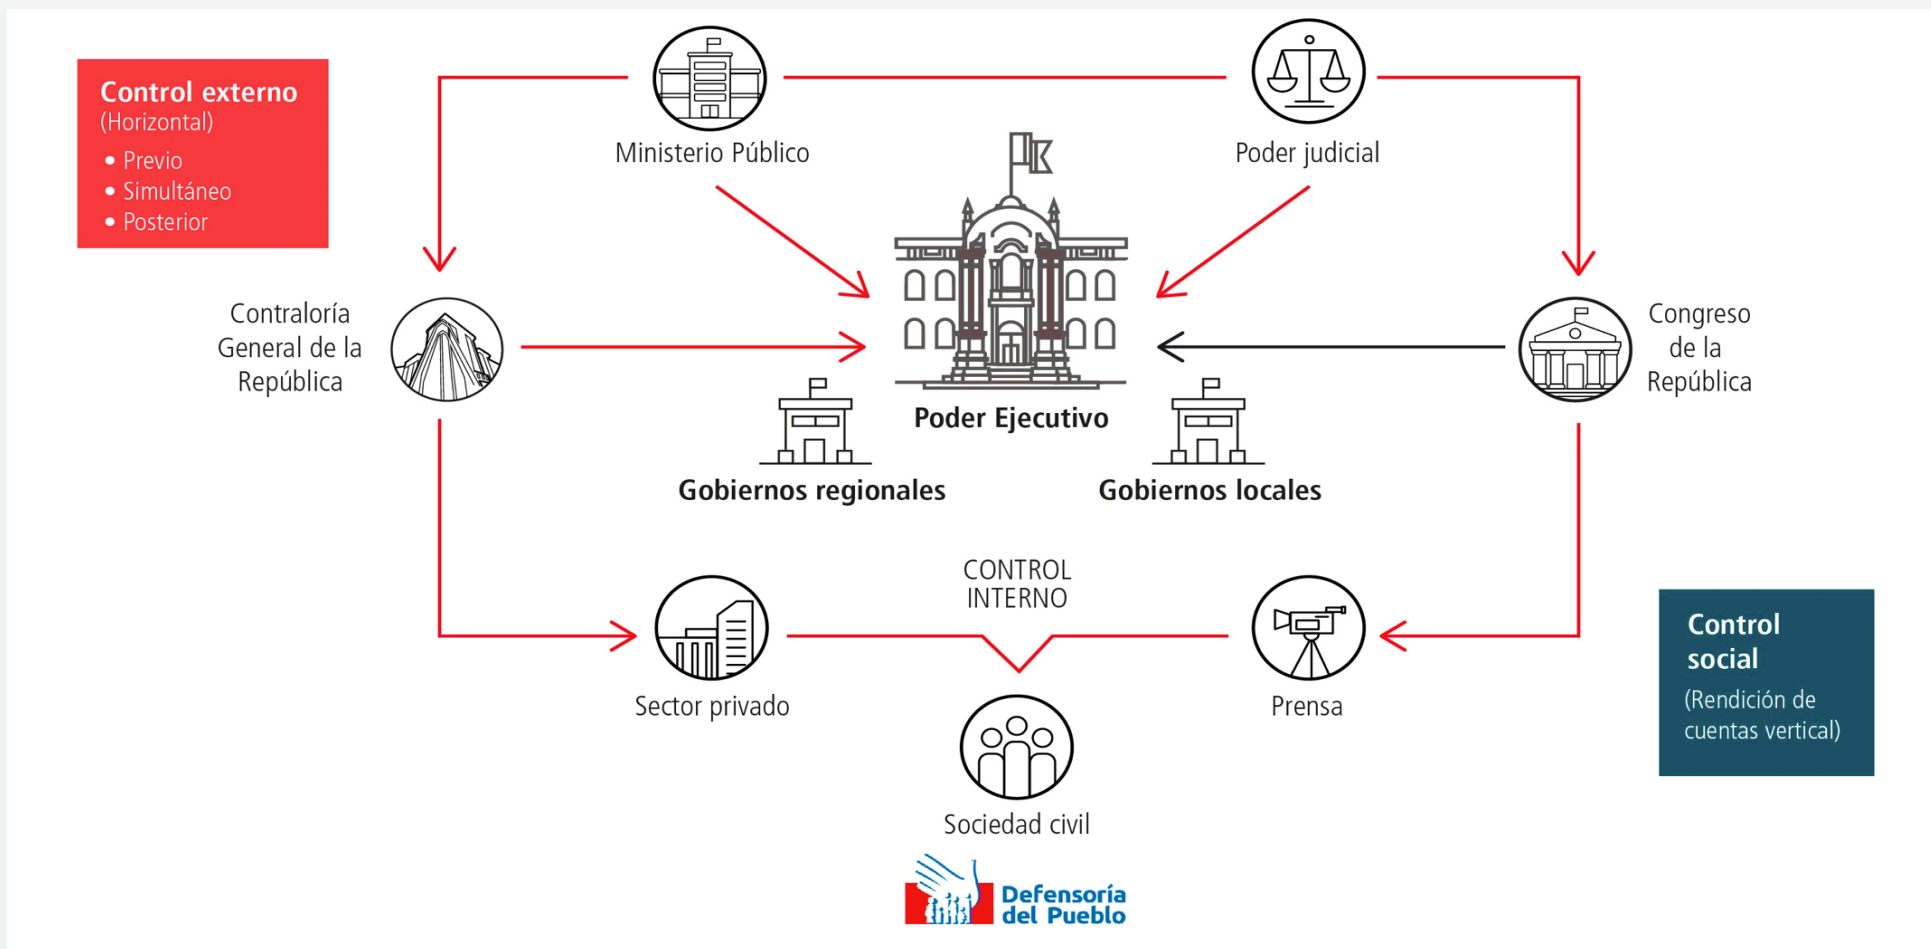 Control externo
(Horizontal)
• Previo
• Simultáneo
• Posterior
Ministerio Público
Poder judicial
Contraloría
General de la
República
Congreso
de la
República
Poder Ejecutivo
Gobiernos regionales
Gobiernos locales
CONTROL
INTERNO
Sector privado
Prensa
Control
social
(Rendición de
cuentas vertical)
Sociedad civil
Defensoría
del Pueblo